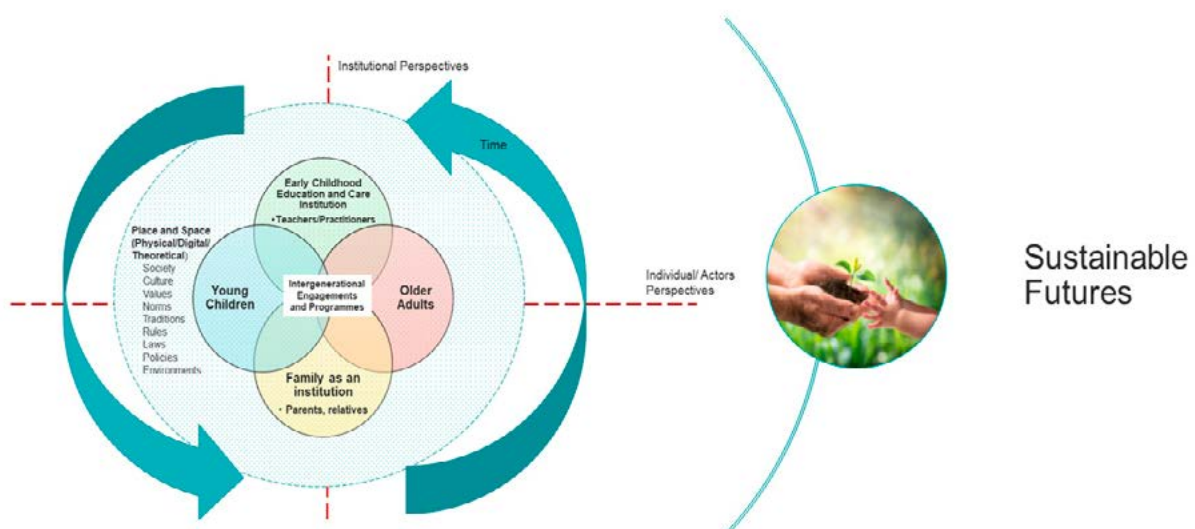 Institutional Perspectives
Time
Early Childhood
Education and Care
Institution
• Teachers/Practitioners
Place and Space
(Physical/Digital/
Theoretical)
Society
Culture
Values
Norms
Traditions
Rules
Laws
Policies
Environments
Young
Children
Intergenerational
Engagements
and Programmes
Older
Adults
Family as an
institution
• Parents, relatives
Individual/ Actors
Perspectives
Sustainable
Futures